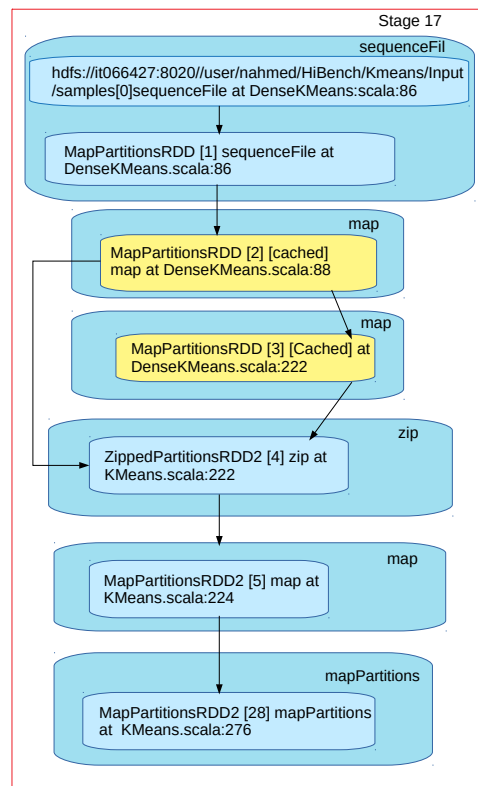 Stage 17
sequenceFil
hdfs://it066427:8020//user/nahmed/HiBench/Kmeans/Input
/samples[0]sequenceFile at DenseKMeans:scala:86
MapPartitionsRDD [1] sequenceFile at
DenseKMeans.scala:86
map
MapPartitionsRDD [2] [cached]
map at DenseKMeans.scala:88
map
MapPartitionsRDD [3] [Cached] at
DenseKMeans.scala:222
zip
ZippedPartitionsRDD2 [4] zip at
KMeans.scala:222
map
MapPartitionsRDD2 [5] map at
KMeans.scala:224
mapPartitions
MapPartitionsRDD2 [28] mapPartitions
at KMeans.scala:276